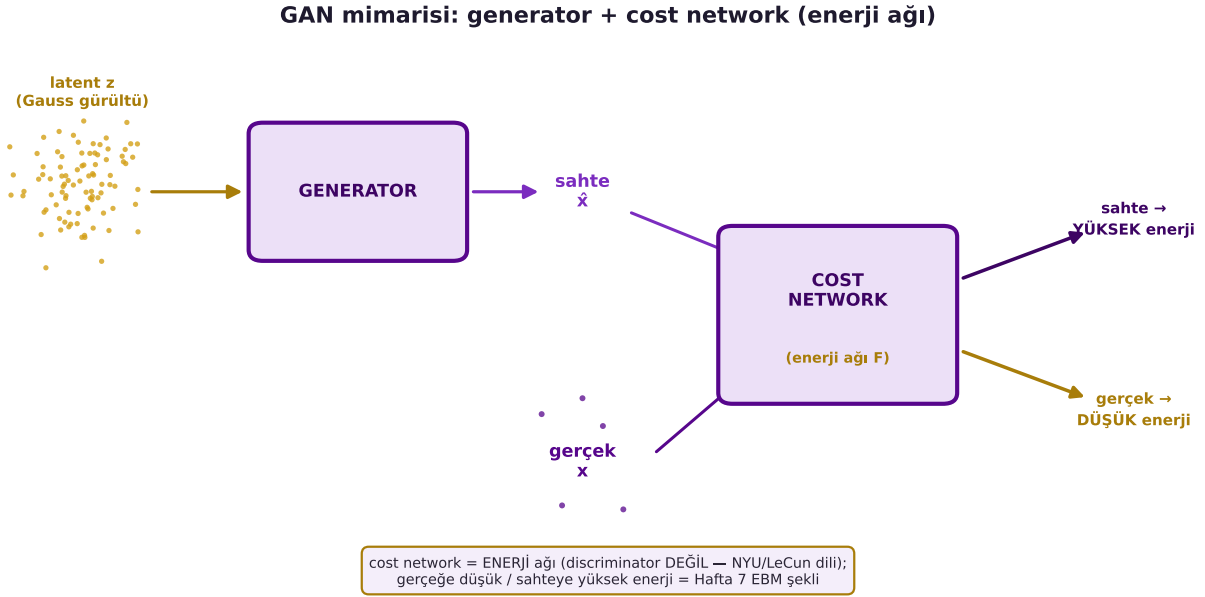 GAN mimarisi: generator + cost network (enerji ağı)
latent z
(Gauss gürültü)
GENERATOR
sahte
x̂
COST
NETWORK
(enerji ağı F)
sahte →
YÜKSEK enerji
gerçek →
DÜŞÜK enerji
gerçek
x
cost network = ENERJİ ağı (discriminator DEĞİL — NYU/LeCun dili);
gerçeğe düşük / sahteye yüksek enerji = Hafta 7 EBM şekli